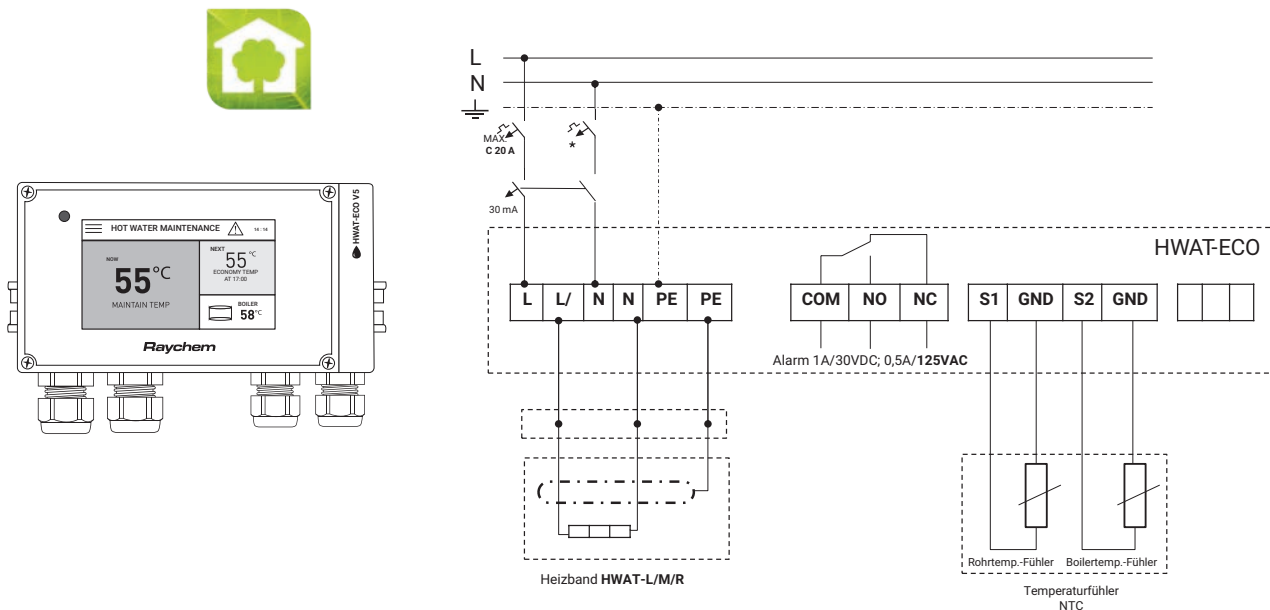 HOT WATER MAINTENANCE
14 : 14
NOW
55°C
MAINTAIN TEMP
NEXT
55°C
ECONOMY TEMP
AT 17:00
BOILER
58°C
Raychem
HWAT-ECO V5
L
N
MAX.
C 20 A
*
30 mA
HWAT-ECO
L L/ N N PE PE
COM NO NC
S1 GND S2 GND
Alarm 1A/30VDC; 0,5A/125VAC
Heizband HWAT-L/M/R
Rohrtemp.-Fühler Boilertemp.-Fühler
Temperaturfühler
NTC